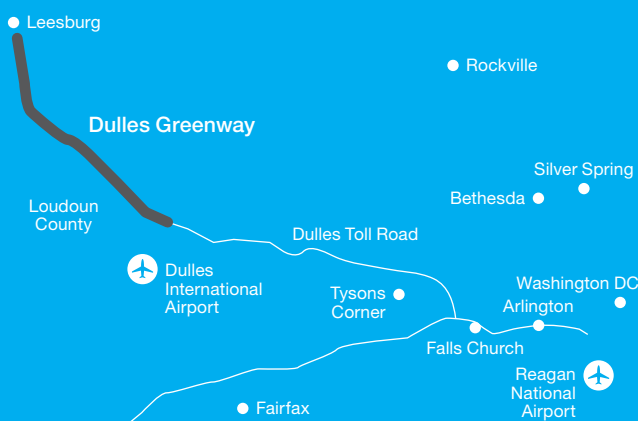 Leesburg
Rockville
Dulles Greenway
Silver Spring
Bethesda
Loudoun
County
Dulles Toll Road
Dulles
International
Airport
Washington DC
Tysons
Corner
Arlington
Falls Church
Reagan
National
Airport
Fairfax